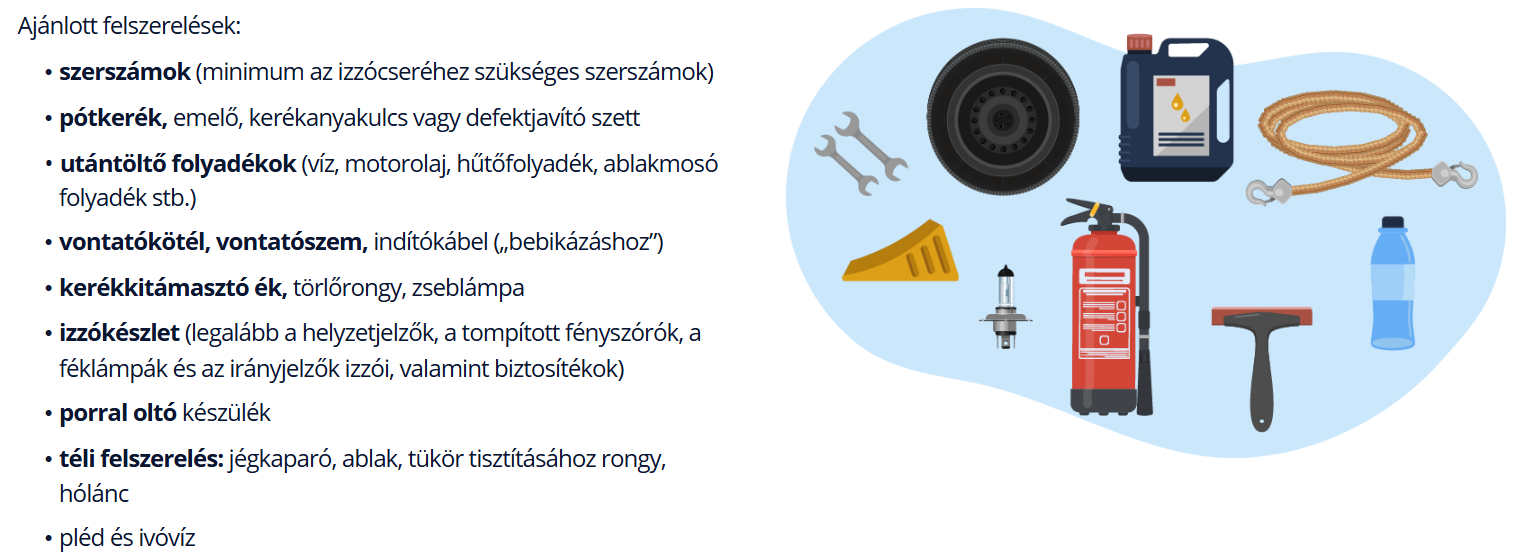 Ajánlott felszerelések:
• szerszámok (minimum az izzócseréhez szükséges szerszámok)
• pótkerék, emelő, kerékanyakulcs vagy defektjavító szett
• utántöltő folyadékok (víz, motorolaj, hűtőfolyadék, ablakmosó
folyadék stb.)
• vontatókötél, vontatószem, indítókábel („bebikázáshoz”)
• kerékkitámasztó ék, törlőrongy, zseblámpa
• izzókészlet (legalább a helyzetjelzők, a tompított fényszórók, a
féklámpák és az irányjelzők izzói, valamint biztosítékok)
• porral oltó készülék
• téli felszerelés: jégkaparó, ablak, tükör tisztításához rongy,
hólánc
• pléd és ivóvíz